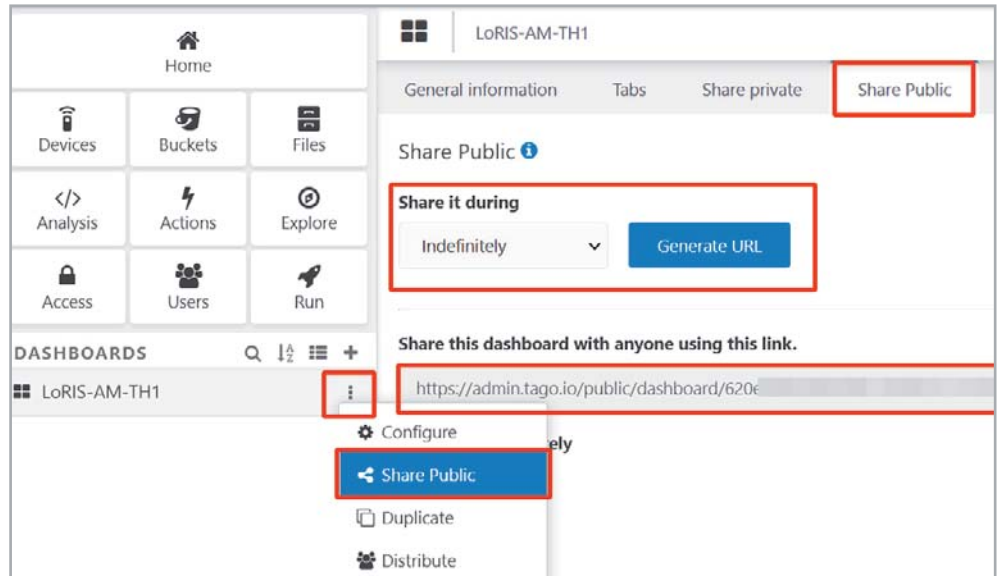 Home
Devices
Buckets
Files
</> Analysis
Actions
Explore
Access
Users
Run
DASHBOARDS
LoRIS-AM-TH1
Configure
Share Public
Duplicate
Distribute
LoRIS-AM-TH1
General information
Tabs
Share private
Share Public
Share Public
Share it during
Indefinitely
Generate URL
Share this dashboard with anyone using this link.
https://admin.tago.io/public/dashboard/620
ely